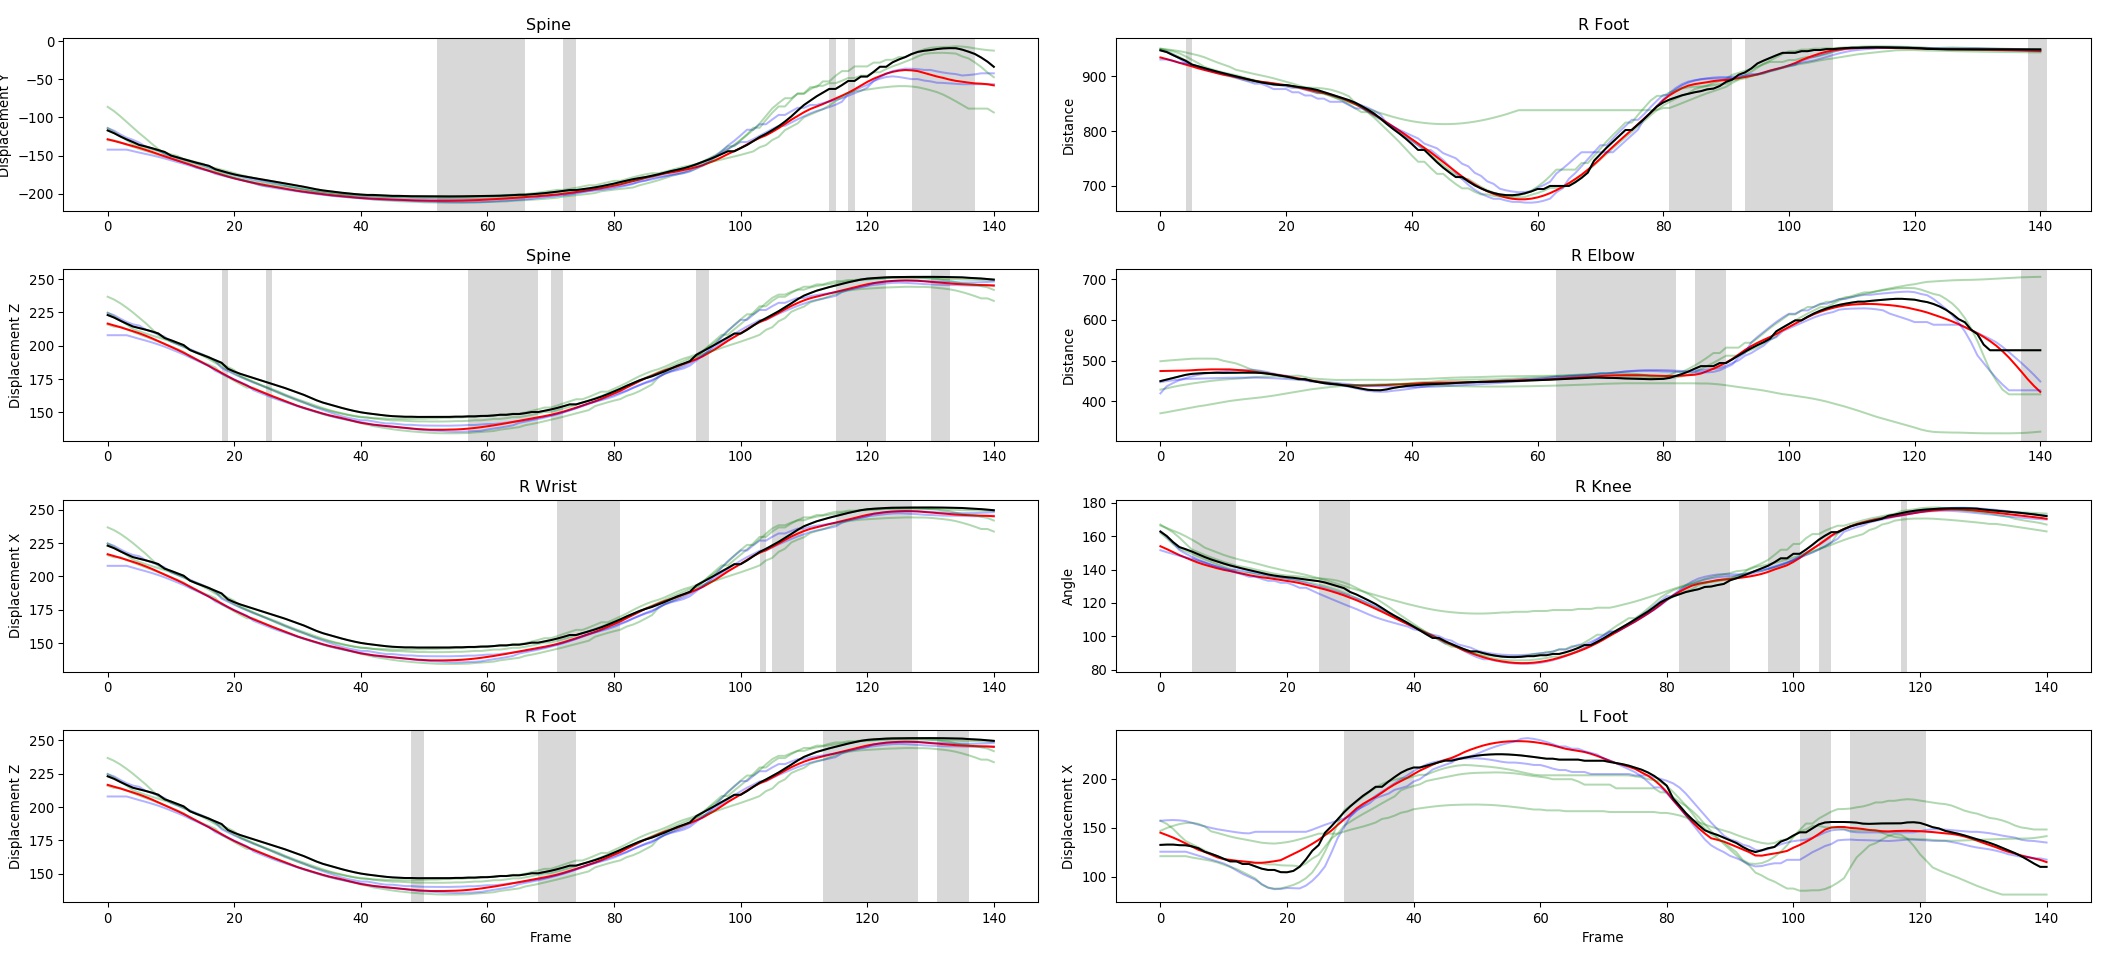 Spine
Displacement Y
0
−50
−100
−150
−200
0 20 40 60 80 100 120 140
R Foot
Distance
900
800
700
0 20 40 60 80 100 120 140
Spine
Displacement Z
250
225
200
175
150
0 20 40 60 80 100 120 140
R Elbow
Distance
700
600
500
400
0 20 40 60 80 100 120 140
R Wrist
Displacement X
250
225
200
175
150
0 20 40 60 80 100 120 140
R Knee
Angle
180
160
140
120
100
80
0 20 40 60 80 100 120 140
R Foot
Displacement Z
250
225
200
175
150
0 20 40 60 80 100 120 140
Frame
L Foot
Displacement X
200
150
100
0 20 40 60 80 100 120 140
Frame